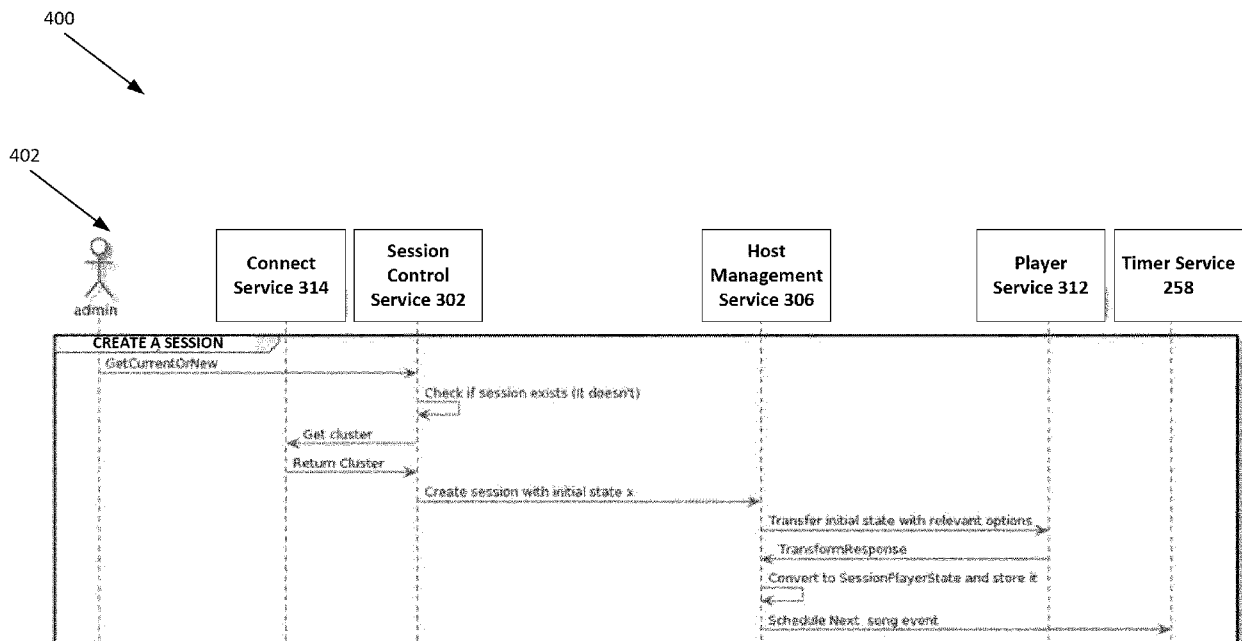 400
402
Connect
Service 314
Session
Control
Service 302
Host
Management
Service 306
Player
Service 312
Timer Service
258
admin
CREATE A SESSION
GetCurrentOrNew
Check if session exists (it doesn't)
Get cluster
Return Cluster
Create session with initial state x
Transfer initial state with relevant options
TransformResponse
Convert to SessionPlayerState and store it
Schedule Next song event